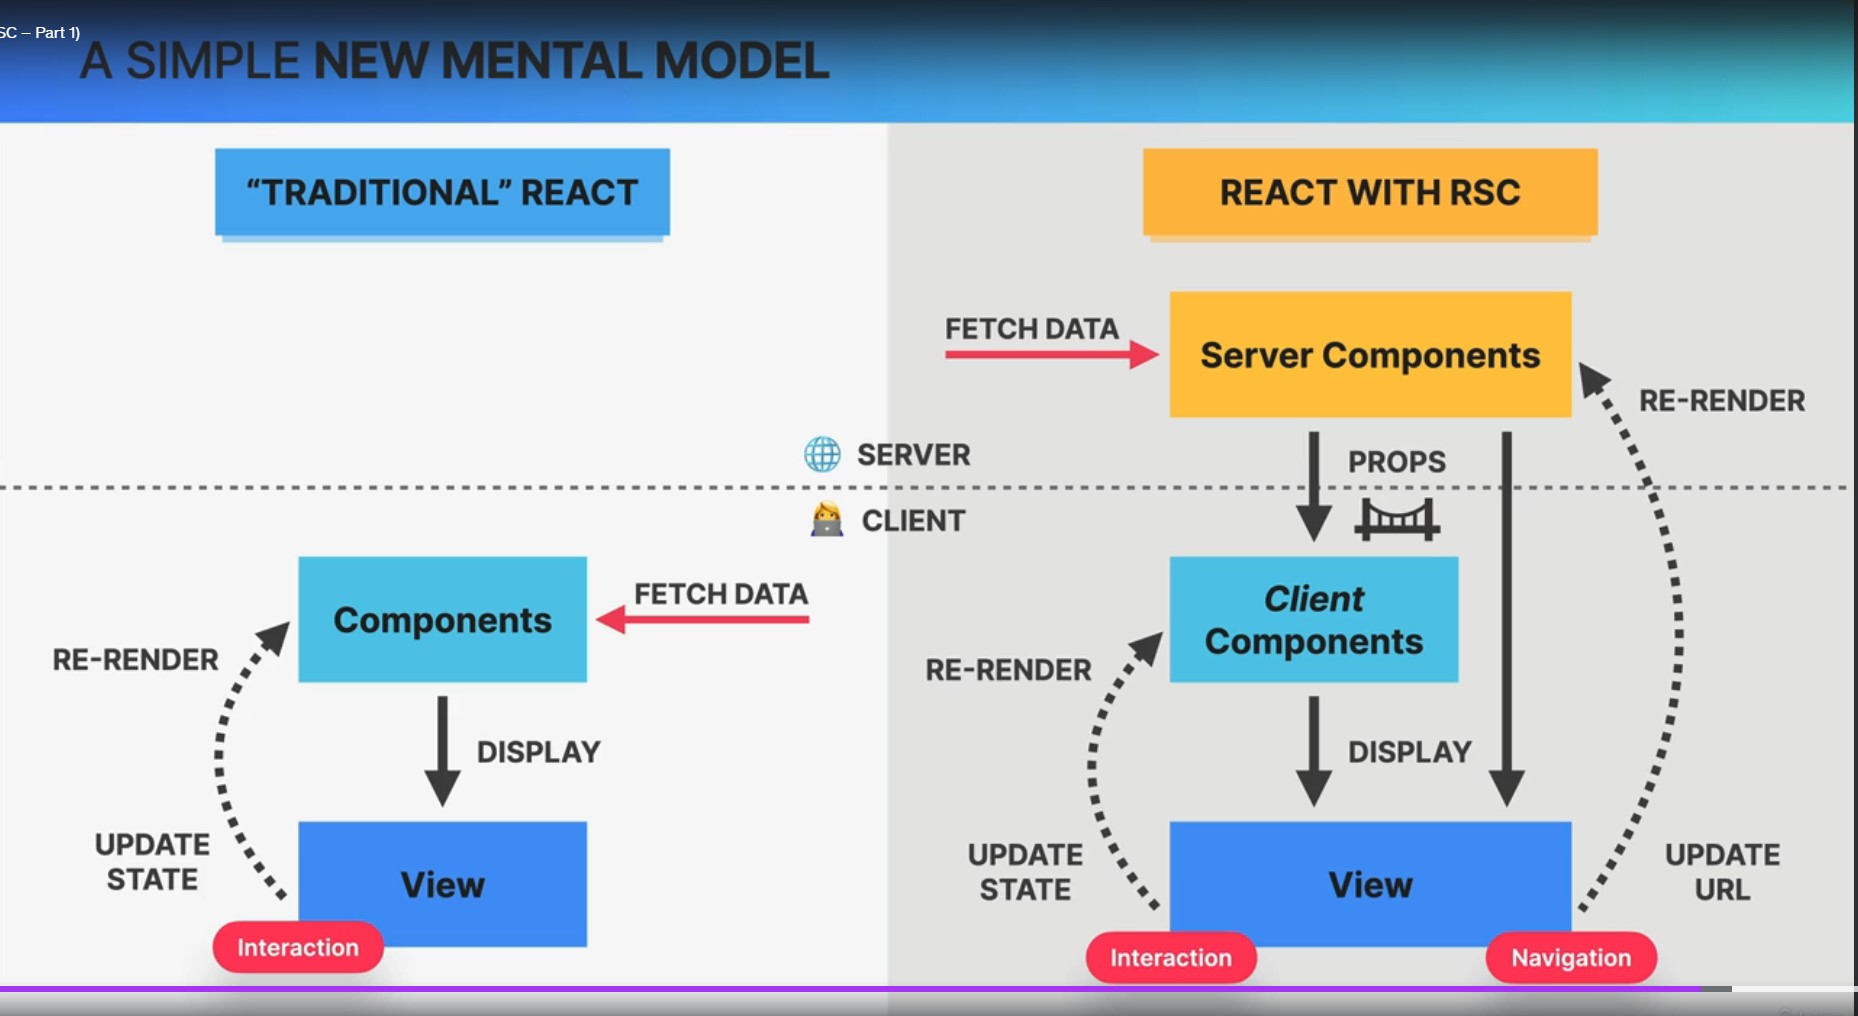 SC – Part 1)
A SIMPLE NEW MENTAL MODEL
“TRADITIONAL” REACT
REACT WITH RSC
FETCH DATA
Server Components
RE-RENDER
SERVER
PROPS
CLIENT
Components
FETCH DATA
RE-RENDER
DISPLAY
UPDATE
STATE
View
Interaction
Client
Components
RE-RENDER
DISPLAY
UPDATE
STATE
View
UPDATE
URL
Interaction
Navigation